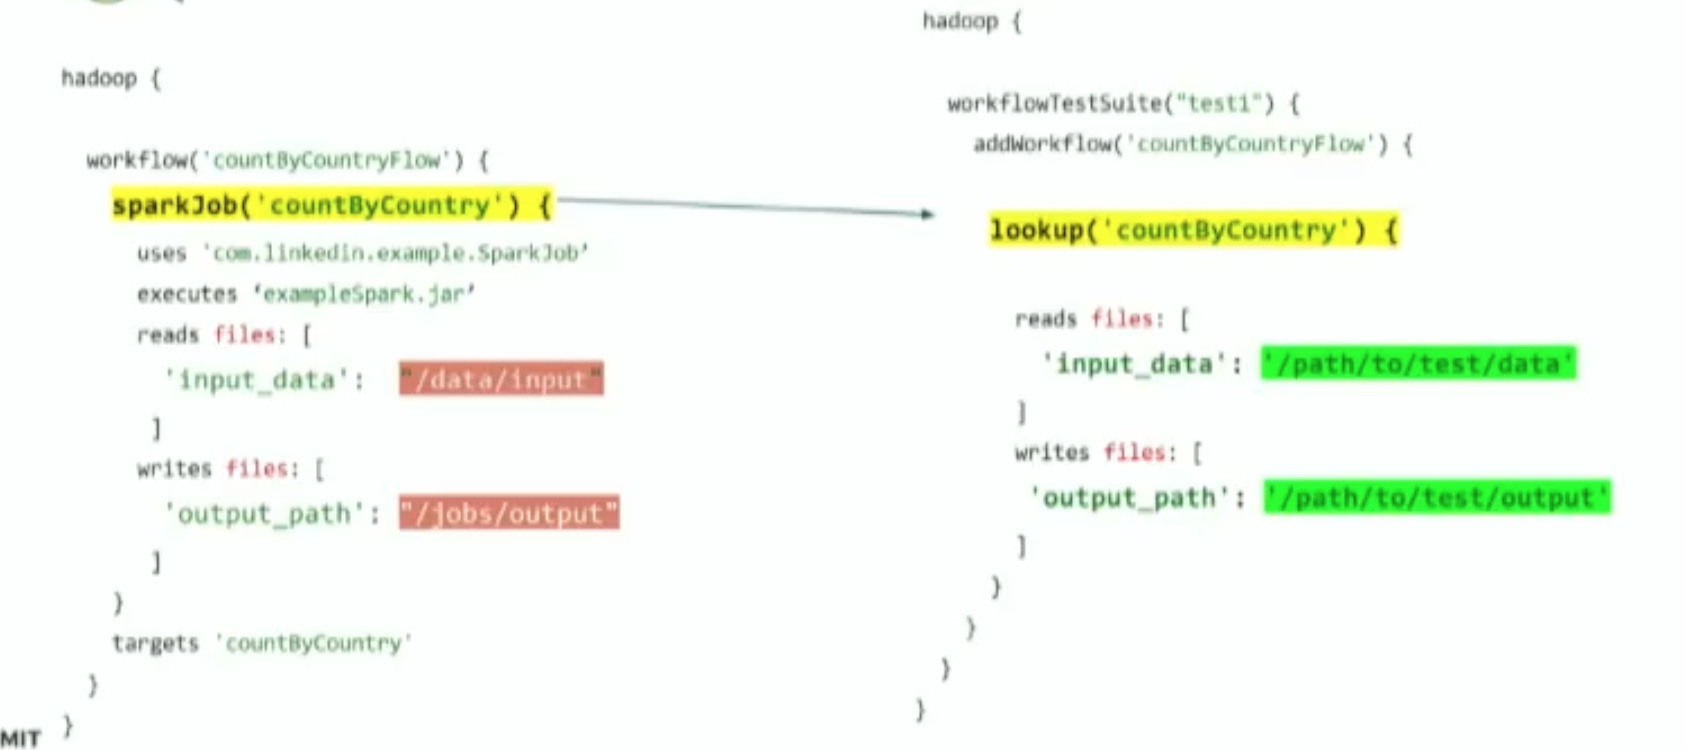 hadoop {
workflow('countByCountryFlow') {
sparkJob('countByCountry') {
uses 'com.linkedin.example.SparkJob’
executes ‘exampleSpark.jar’
reads files: [
'input_data': "/data/input"
]
writes files: [
'output_path': "/jobs/output"
]
}
targets 'countByCountry'
}
}
MIT
hadoop {
workflowTestSuite("test1") {
addWorkflow('countByCountryFlow') {
lookup('countByCountry') {
reads files: [
'input_data': '/path/to/test/data'
]
writes files: [
'output_path': '/path/to/test/output'
]
}
}
}
}